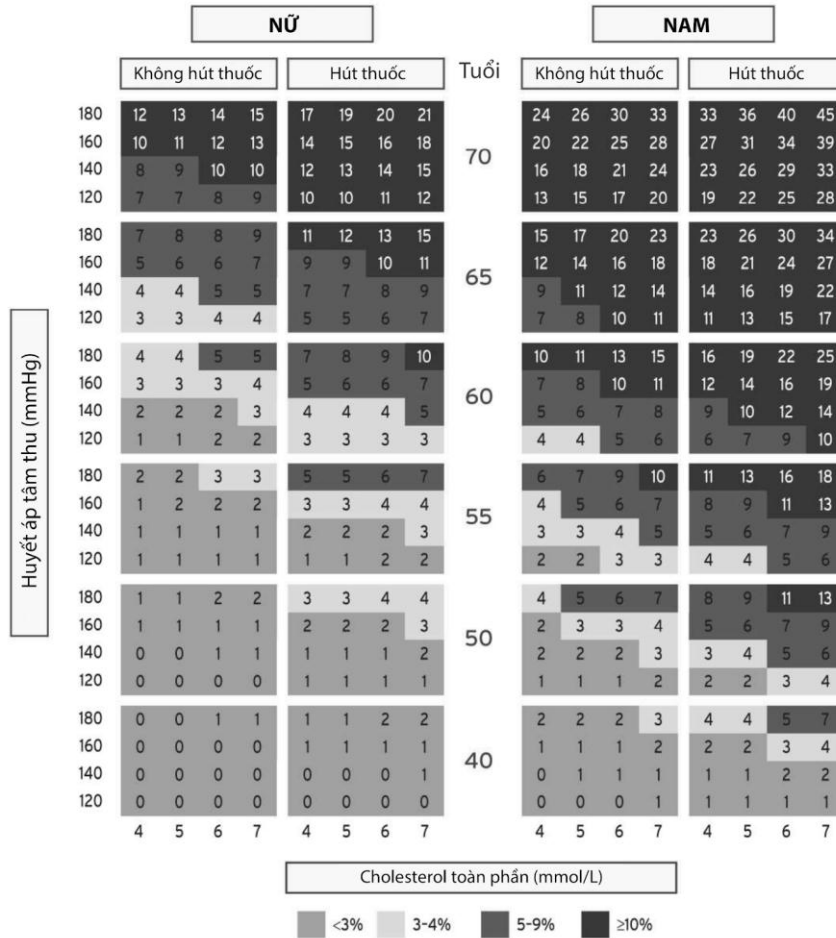 NỮ NAM
Không hút thuốc Hút thuốc Tuổi Không hút thuốc Hút thuốc
180 12 13 14 15 17 19 20 21 24 26 30 33 33 36 40 45
160 10 11 12 13 14 15 16 18 20 22 25 28 27 31 34 39
70
140 8 9 10 10 12 13 14 15 16 18 21 24 23 26 29 33
120 7 7 8 9 10 10 11 12 13 15 17 20 19 22 25 28
180 7 8 8 9 11 12 13 15 15 17 20 23 23 26 30 34
160 5 6 6 7 9 9 10 11 12 14 16 18 18 21 24 27
65
140 4 4 5 5 7 7 8 9 9 11 12 14 14 16 19 22
120 3 3 4 4 5 5 6 7 7 8 10 11 11 13 15 17
180 4 4 5 5 7 8 9 10 10 11 13 15 16 19 22 25
160 3 3 3 4 5 6 6 7 7 8 10 11 12 14 16 19
60
140 2 2 2 3 4 4 4 5 5 6 7 8 9 10 12 14
120 1 1 2 2 3 3 3 3 4 4 5 6 6 7 9 10
180 2 2 3 3 5 5 6 7 6 7 9 10 11 13 16 18
160 1 2 2 2 3 3 4 4 4 5 6 7 8 9 11 13
55
140 1 1 1 1 2 2 2 3 3 3 4 5 5 6 7 9
120 1 1 1 1 1 1 2 2 2 2 3 3 4 4 5 6
180 1 1 2 2 3 3 4 4 4 5 6 7 8 9 11 13
160 1 1 1 1 2 2 2 3 2 3 3 4 5 6 7 9
50
140 0 0 1 1 1 1 1 2 2 2 2 3 3 4 5 6
120 0 0 0 0 1 1 1 1 1 1 1 2 2 2 3 4
180 0 0 1 1 1 1 2 2 2 2 2 3 4 4 5 7
160 0 0 0 0 1 1 1 1 1 1 1 2 2 2 3 4
40
140 0 0 0 0 0 0 0 1 0 1 1 1 1 1 2 2
120 0 0 0 0 0 0 0 0 0 0 0 1 1 1 1 1
4 5 6 7 4 5 6 7 4 5 6 7 4 5 6 7
Huyết áp tâm thu (mmHg)
Cholesterol toàn phần (mmol/L)
<3% 3-4% 5-9% ≥10%